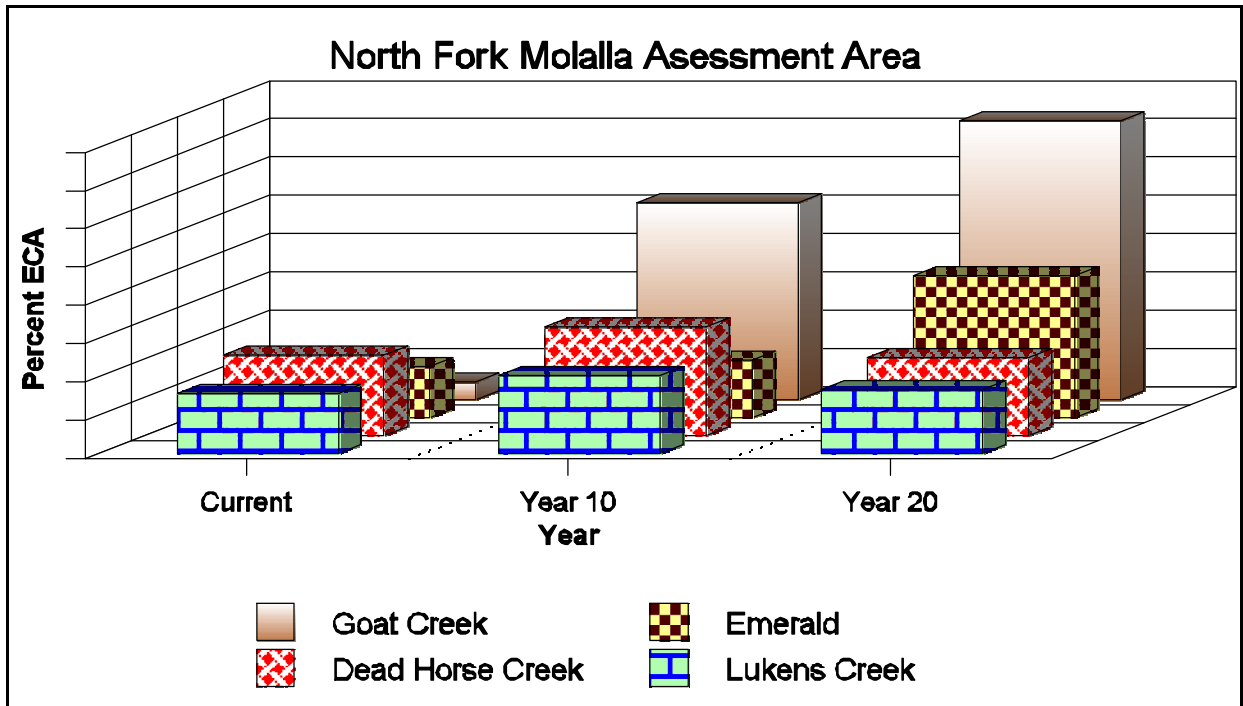 North Fork Molalla Asessment Area
Percent ECA
Current Year 10 Year 20
Year
Goat Creek Emerald
Dead Horse Creek Lukens Creek